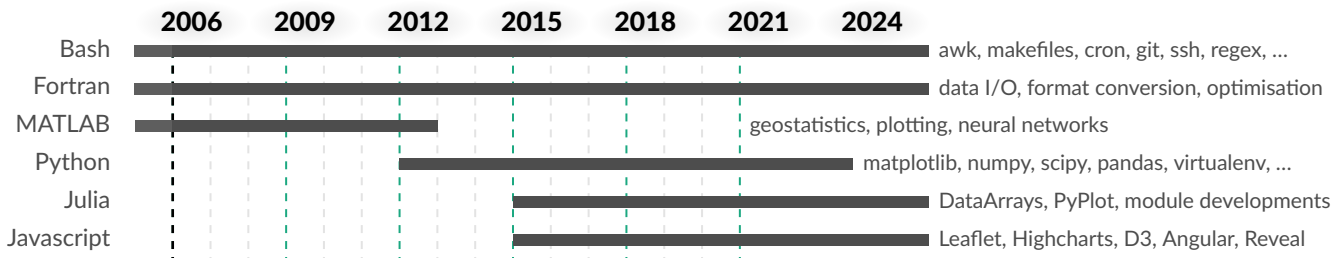 2006 2009 2012 2015 2018 2021 2024
Bash awk, makefiles, cron, git, ssh, regex, ...
Fortran data I/O, format conversion, optimisation
MATLAB geostatistics, plotting, neural networks
Python matplotlib, numpy, scipy, pandas, virtualenv, ...
Julia DataArrays, PyPlot, module developments
Javascript Leaflet, Highcharts, D3, Angular, Reveal